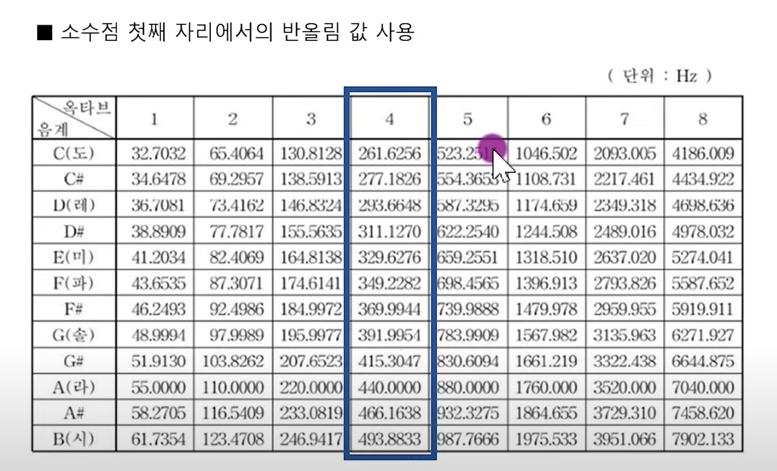 ■ 소수점 첫째 자리에서의 반올림 값 사용
( 단위 : Hz )
옥타브 음계 1 2 3 4 5 6 7 8
C(도) 32.7032 65.4064 130.8128 261.6256 1046.502 2093.005 4186.009
C# 34.6478 69.2957 138.5913 277.1826 1108.731 2217.461 4434.922
D(레) 36.7081 73.4162 146.8324 293.6648 587.3295 1174.659 2349.318 4698.636
D# 38.8909 77.7817 155.5635 311.1270 622.2540 1244.508 2489.016 4978.032
E(미) 41.2034 82.4069 164.8138 329.6276 659.2551 1318.510 2637.020 5274.041
F(파) 43.6535 87.3071 174.6141 349.2282 698.4565 1396.913 2793.826 5587.652
F# 46.2493 92.4986 184.9972 369.9944 739.9888 1479.978 2959.955 5919.911
G(솔) 48.9994 97.9989 195.9977 391.9954 783.9909 1567.982 3135.963 6271.927
G# 51.9130 103.8262 207.6523 415.3047 830.6094 1661.219 3322.438 6644.875
A(라) 55.0000 110.0000 220.0000 440.0000 880.0000 1760.000 3520.000 7040.000
A# 58.2705 116.5409 233.0819 466.1638 932.3275 1864.655 3729.310 7458.620
B(시) 61.7354 123.4708 246.9417 493.8833 987.7666 1975.533 3951.066 7902.133